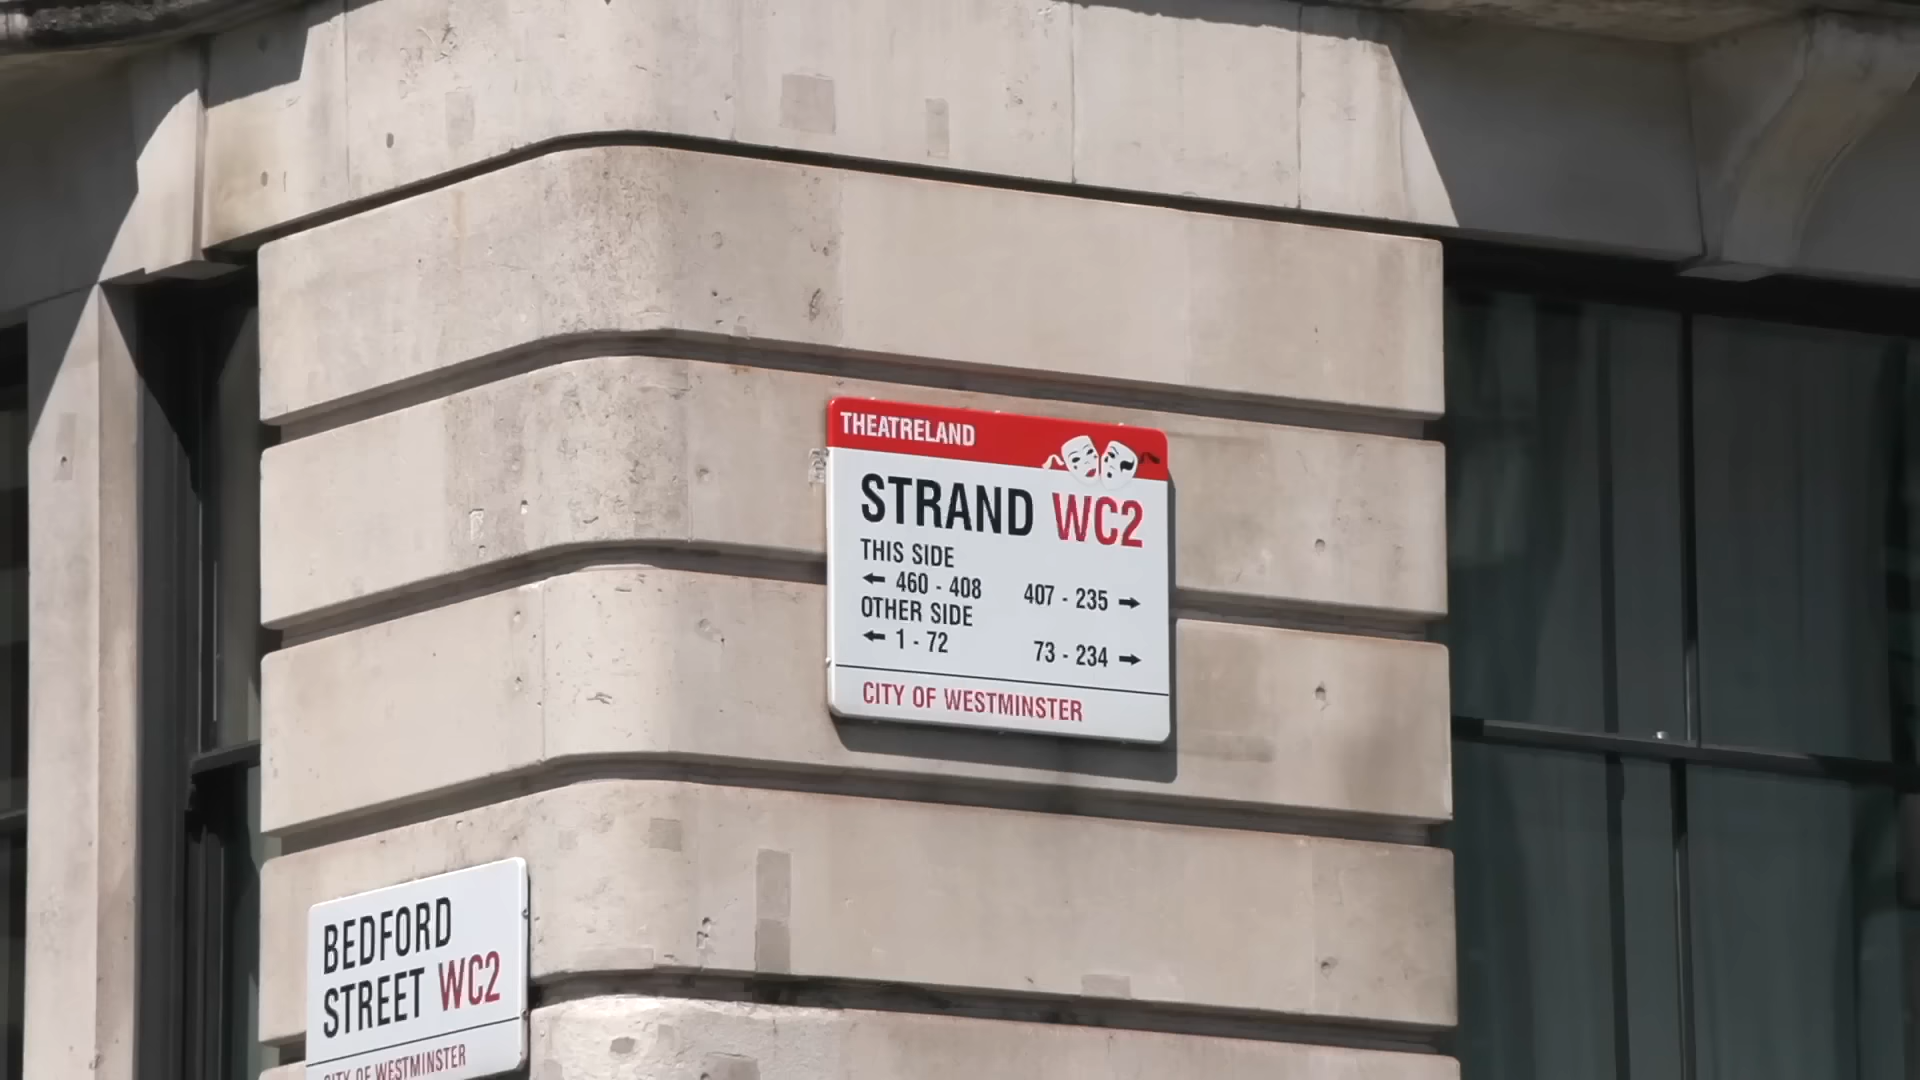 THEATRELAND
STRAND WC2
THIS SIDE
← 460 - 408 407 - 235 →
OTHER SIDE
← 1 - 72 73 - 234 →
CITY OF WESTMINSTER
BEDFORD
STREET WC2
CITY OF WESTMINSTER